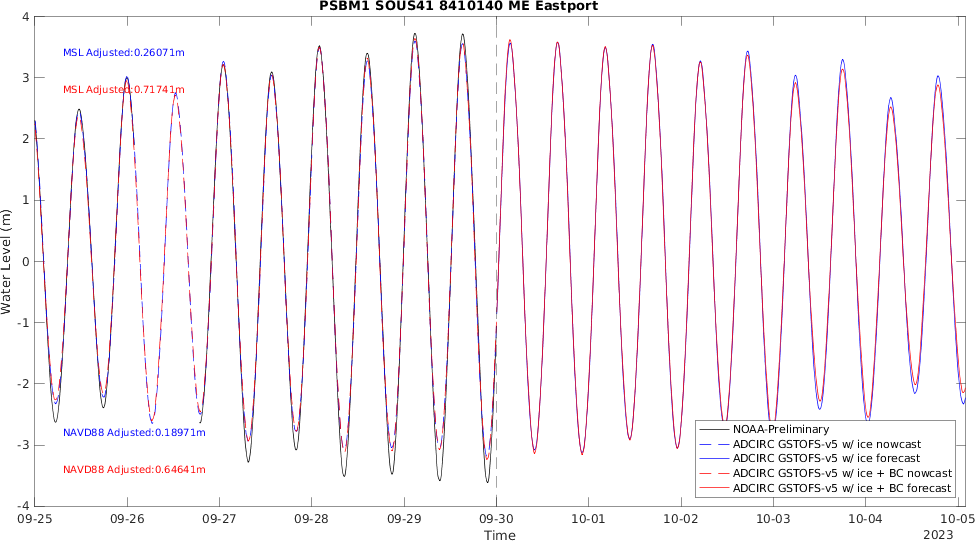 PSBM1 SOUS41 8410140 ME Eastport
4
3
2
1
0
-1
-2
-3
-4
Water Level (m)
MSL Adjusted:0.26071m
MSL Adjusted:0.71741m
NAVD88 Adjusted:0.18971m
NAVD88 Adjusted:0.64641m
NOAA-Preliminary
ADCIRC GSTOFS-v5 w/ ice nowcast
ADCIRC GSTOFS-v5 w/ ice forecast
ADCIRC GSTOFS-v5 w/ ice + BC nowcast
ADCIRC GSTOFS-v5 w/ ice + BC forecast
09-25 09-26 09-27 09-28 09-29 09-30 10-01 10-02 10-03 10-04 10-05
Time
2023